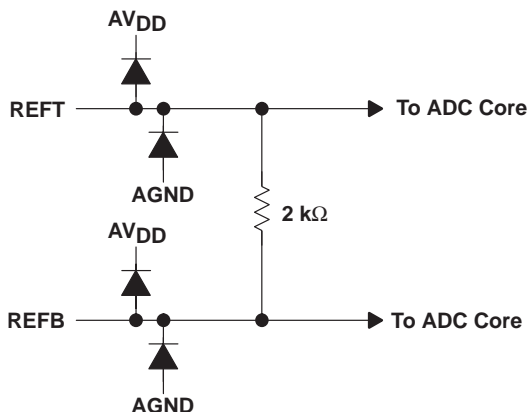 AVDD
REFT
To ADC Core
AGND
2 kΩ
AVDD
REFB
To ADC Core
AGND